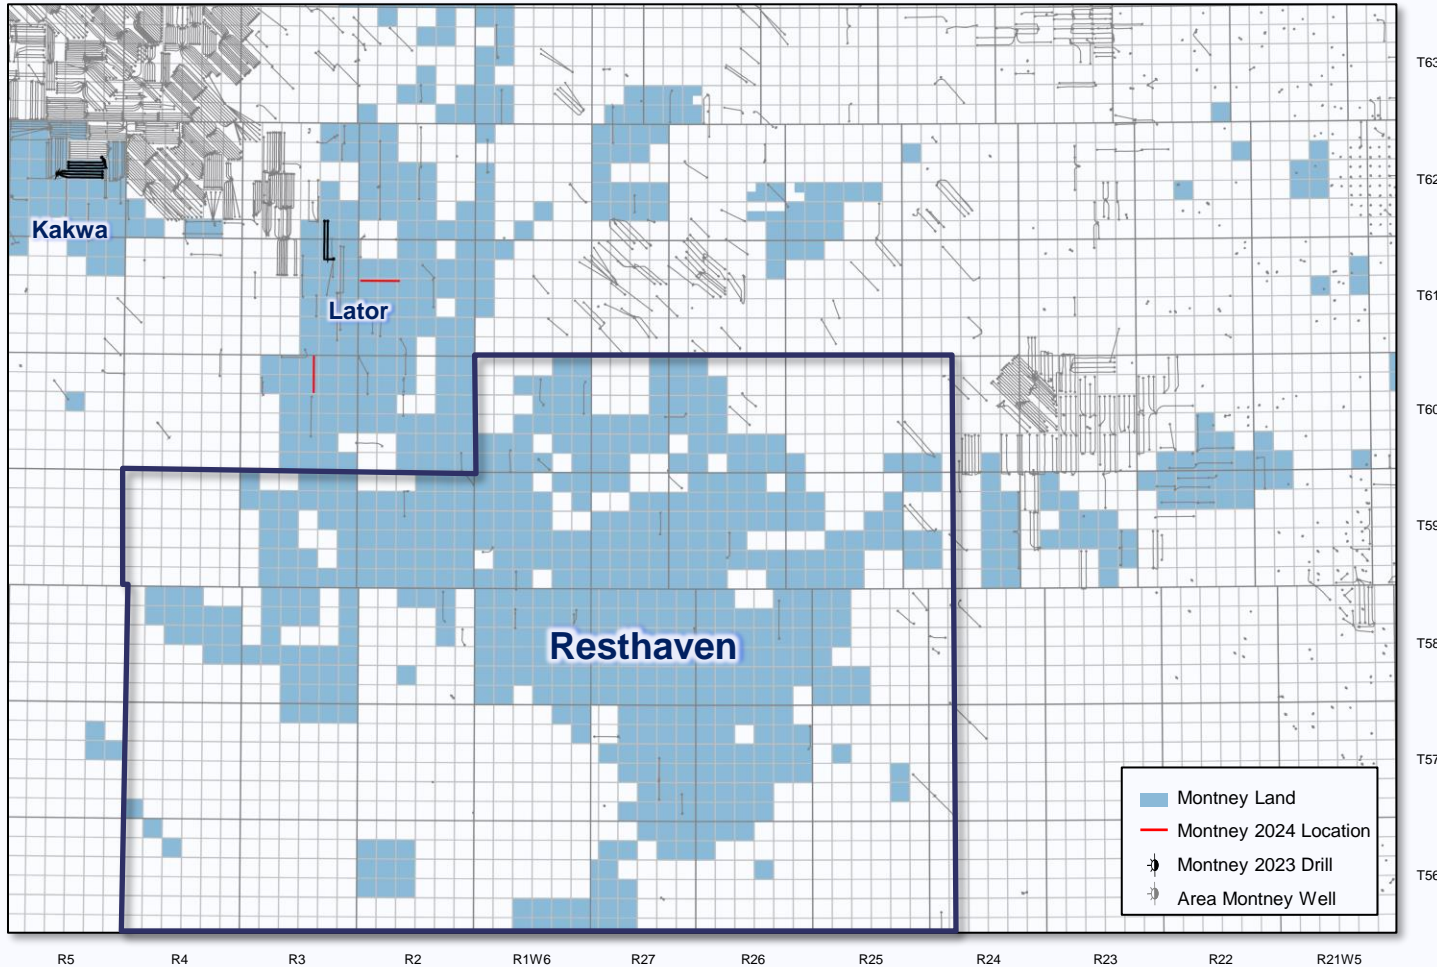 T63
T62
Kakwa
T61
Lator
T60
T59
Resthaven
T58
T57
Montney Land
Montney 2024 Location
Montney 2023 Drill
Area Montney Well
T56
R5 R4 R3 R2 R1W6 R27 R26 R25 R24 R23 R22 R21W5